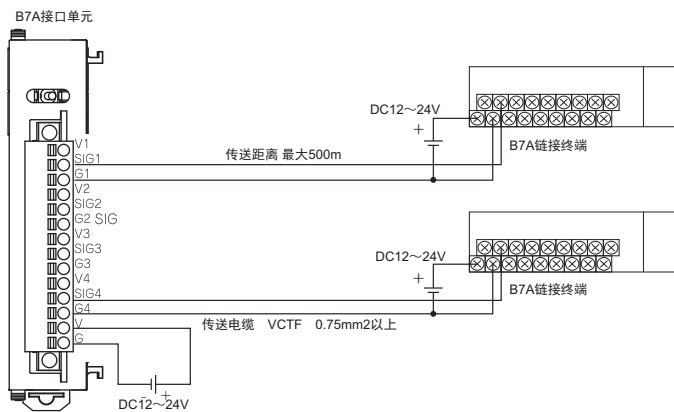 B7A接口单元
V1
SIG1
G1
V2
SIG2
G2 SIG
V3
SIG3
G3
V4
SIG4
G4
V
G
DC12～24V
+
传送距离 最大500m
B7A链接终端
DC12～24V
+
B7A链接终端
传送电缆 VCTF 0.75mm2以上
- +
DC12～24V